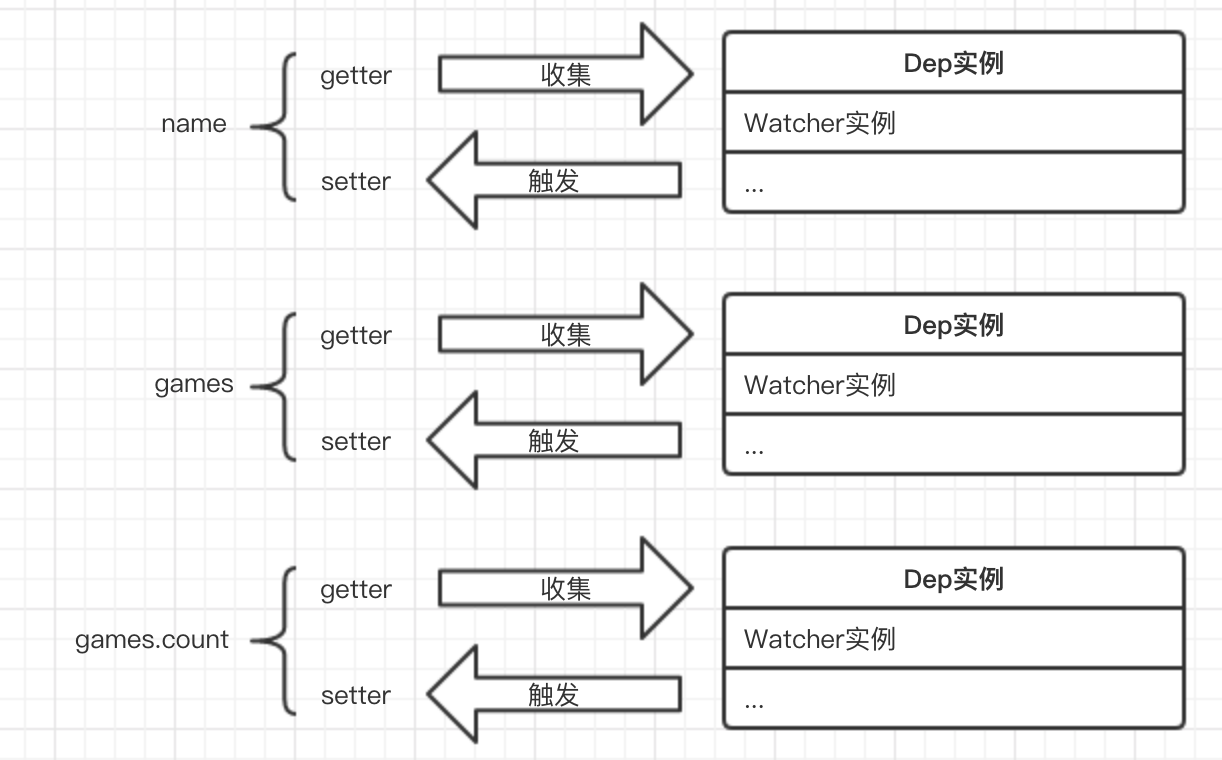 name
getter
收集
setter
触发
Dep实例
Watcher实例
...
games
getter
收集
setter
触发
Dep实例
Watcher实例
...
games.count
getter
收集
setter
触发
Dep实例
Watcher实例
...